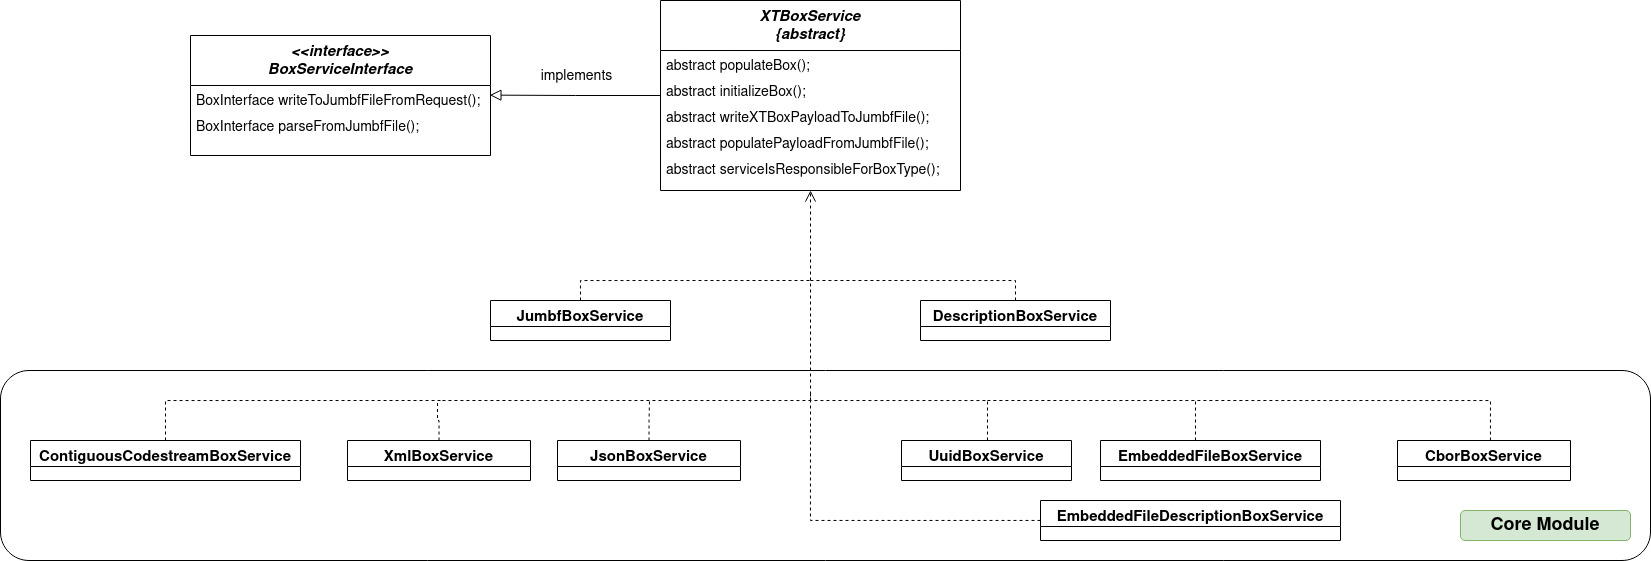 <<interface>>
BoxServiceInterface
BoxInterface writeToJumbfFileFromRequest();
BoxInterface parseFromJumbfFile();
implements
XTBoxService
{abstract}
abstract populateBox();
abstract initializeBox();
abstract writeXTBoxPayloadToJumbfFile();
abstract populatePayloadFromJumbfFile();
abstract serviceIsResponsibleForBoxType();
JumbfBoxService
DescriptionBoxService
ContiguousCodestreamBoxService
XmlBoxService
JsonBoxService
UuidBoxService
EmbeddedFileBoxService
CborBoxService
EmbeddedFileDescriptionBoxService
Core Module